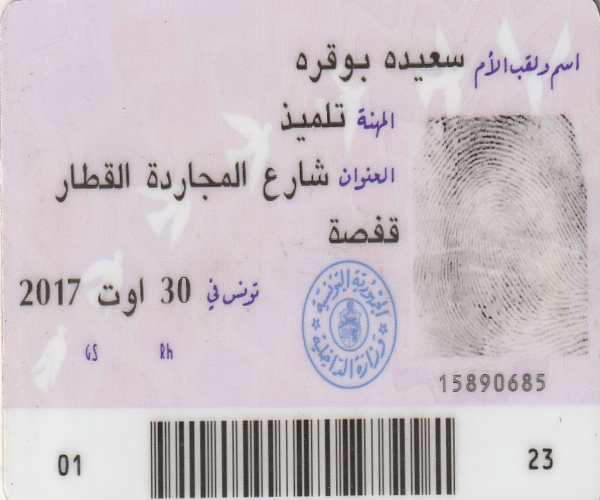 اسم ولقب الأم سعيده بوقره
المهنة تلميذ
العنوان شارع المجاردة القطار
قفصة
تونس في 30 اوت 2017
GS Rh
الجمهورية التونسية
وزارة الداخلية
15890685
01 23